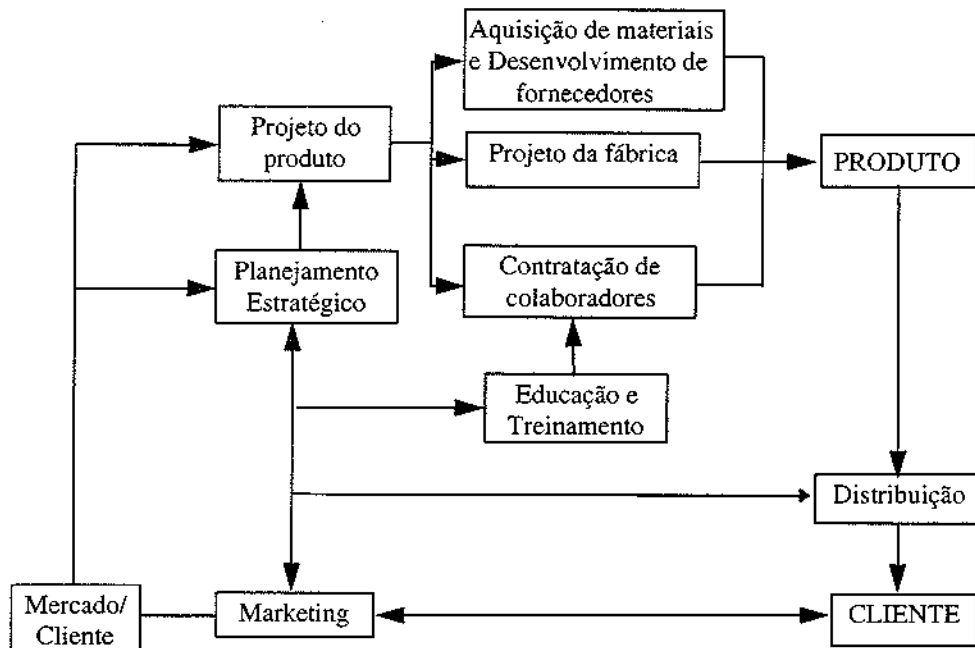 Aquisição de materiais
e Desenvolvimento de
fornecedores
Projeto do
produto
Projeto da fábrica
PRODUTO
Planejamento
Estratégico
Contratação de
colaboradores
Educação e
Treinamento
Distribuição
Mercado/
Cliente
Marketing
CLIENTE